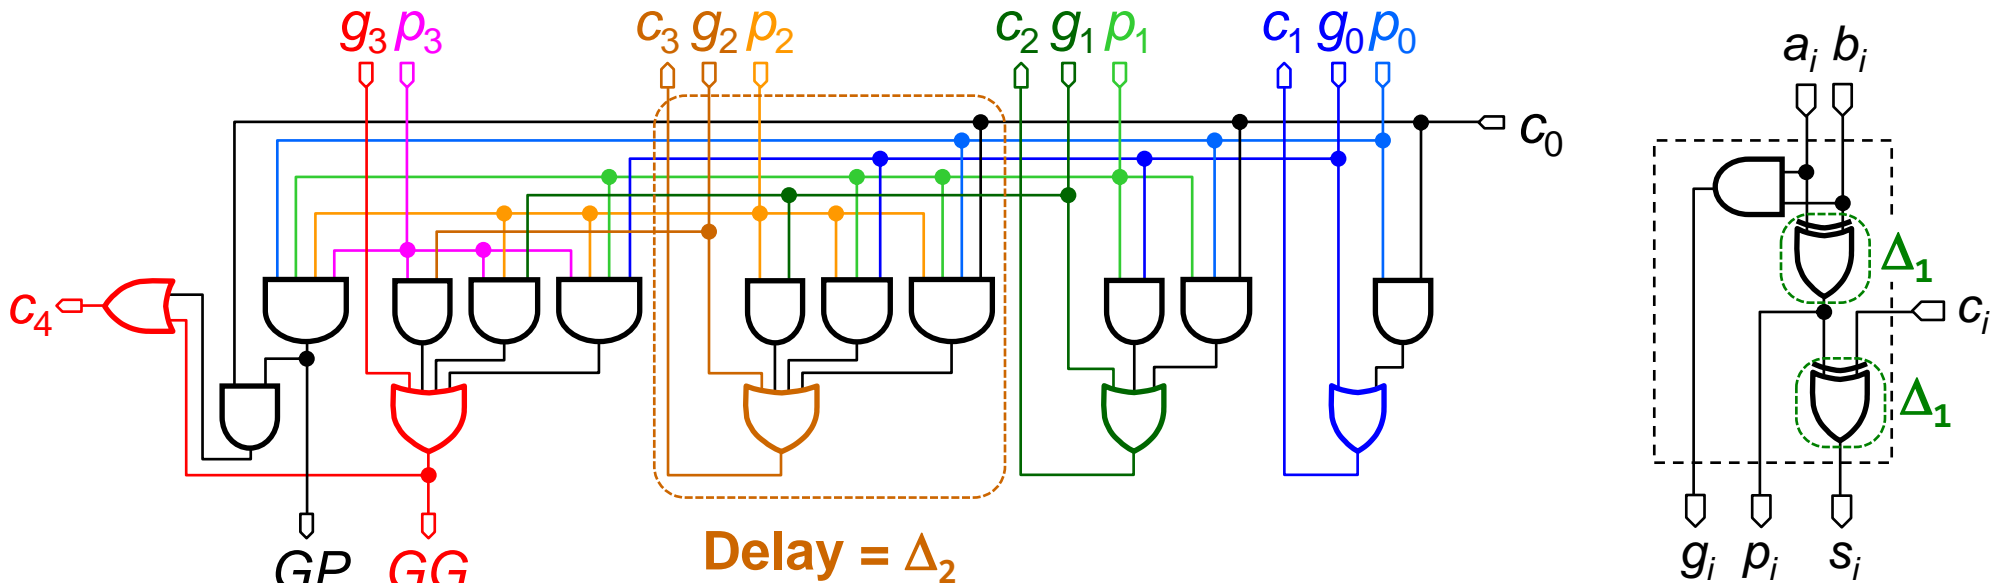 g3 p3 c3 g2 p2 c2 g1 p1 c1 g0 p0
ai bi
c0
Δ1
c4
ci
Δ1
Delay = Δ2
GP GG
gi pi si